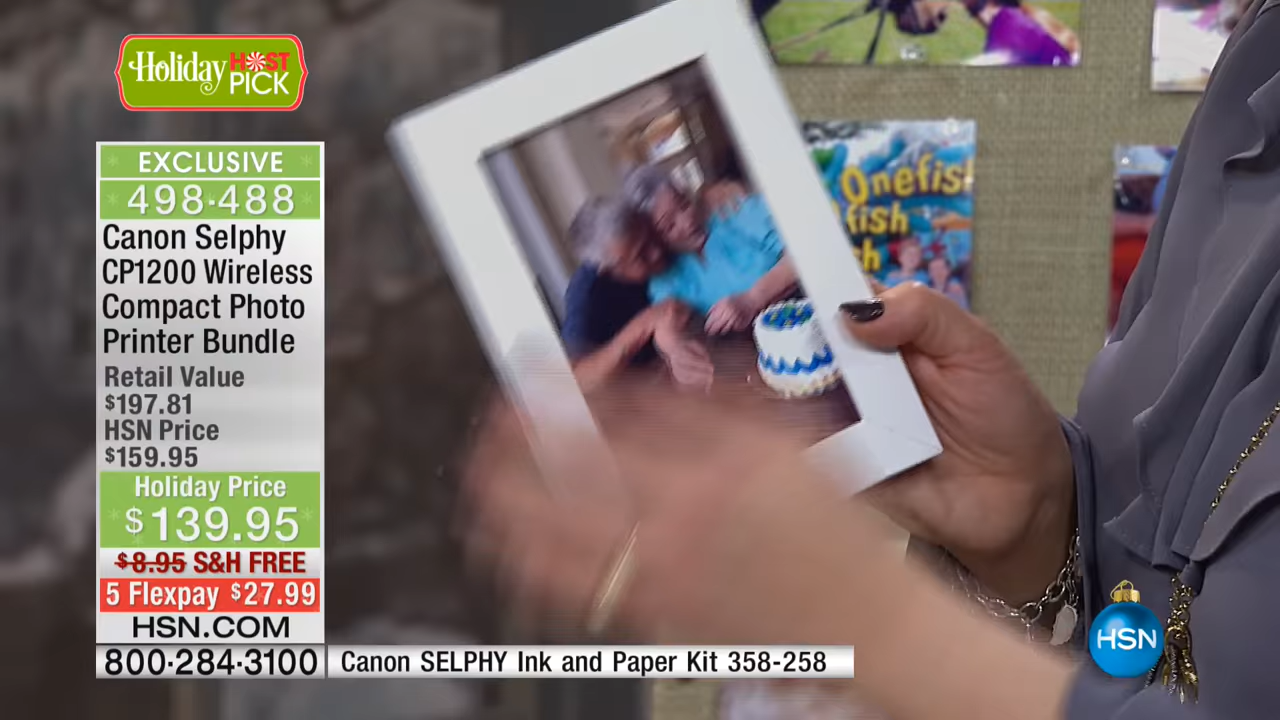 Holiday HOST
PICK
EXCLUSIVE
498·488
Canon Selphy
CP1200 Wireless
Compact Photo
Printer Bundle
Retail Value
$197.81
HSN Price
$159.95
Holiday Price
$139.95
$8.95 S&H FREE
5 Flexpay $27.99
HSN.COM
800·284·3100
Canon SELPHY Ink and Paper Kit 358-258
Onefish
fish
HSN